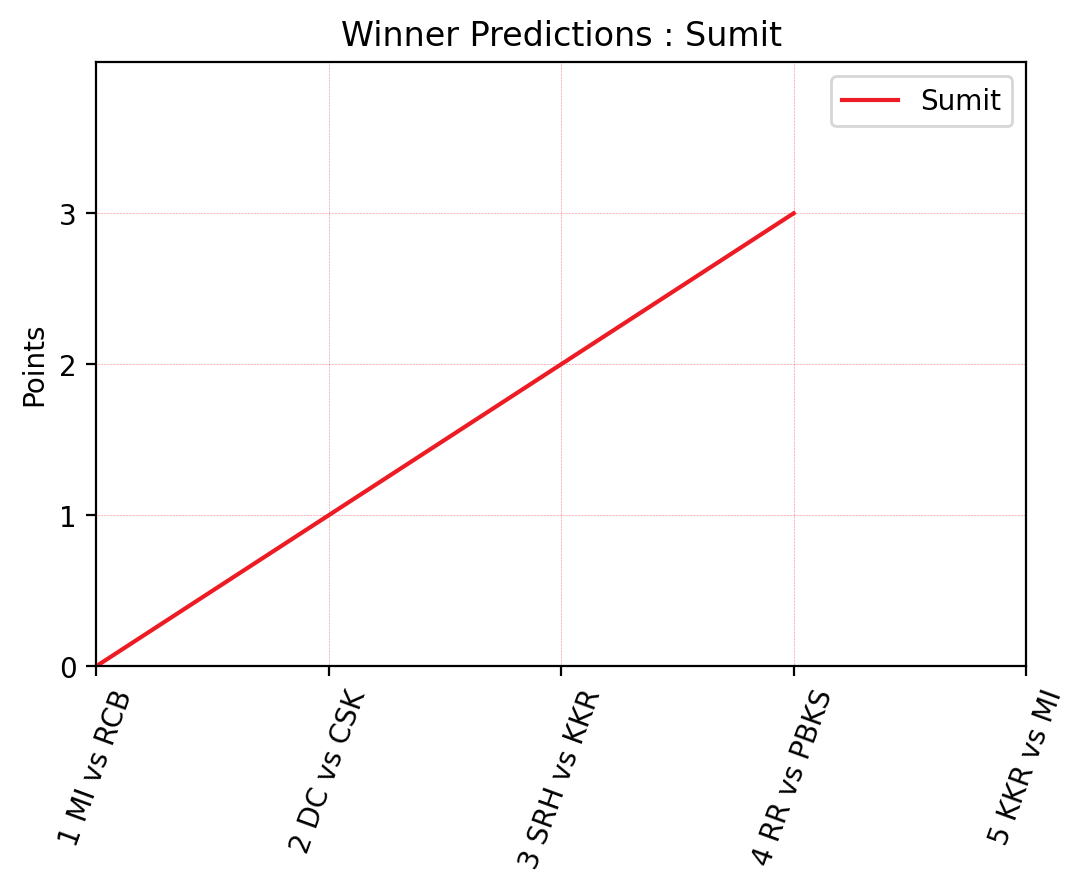 Winner Predictions : Sumit
Sumit
Points
3
2
1
0
1 MI vs RCB
2 DC vs CSK
3 SRH vs KKR
4 RR vs PBKS
5 KKR vs MI